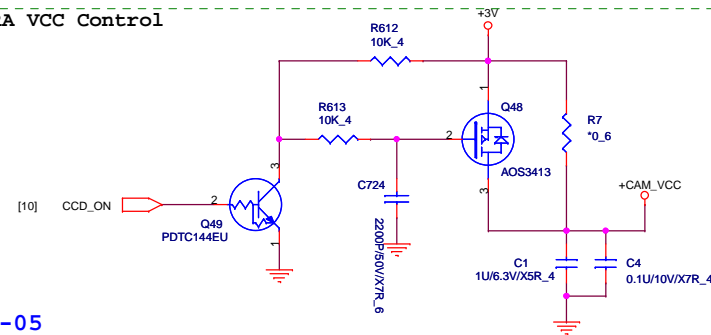 A VCC Control
+3V
R612
10K_4
R613
10K_4
1
Q48
2
AOS3413
3
R7
*0_6
+CAM_VCC
3
C724
2200P/50V/X7R_6
[10]
CCD_ON
2
Q49
PDTC144EU
1
C1
1U/6.3V/X5R_4
C4
0.1U/10V/X7R_4
-05